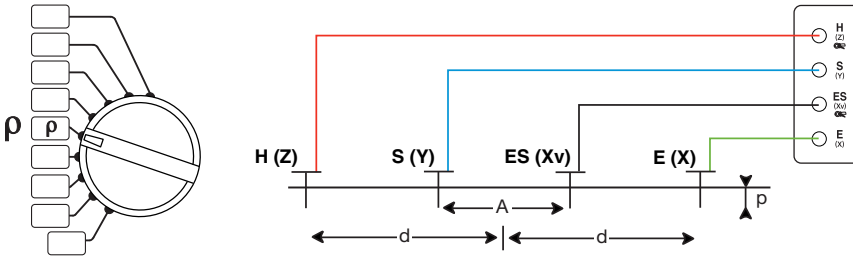 ρ
ρ
H (Z)
S (Y)
ES (Xv)
E (X)
A
d
d
p
H
(Z)
S
(Y)
ES
(Xv)
E
(X)